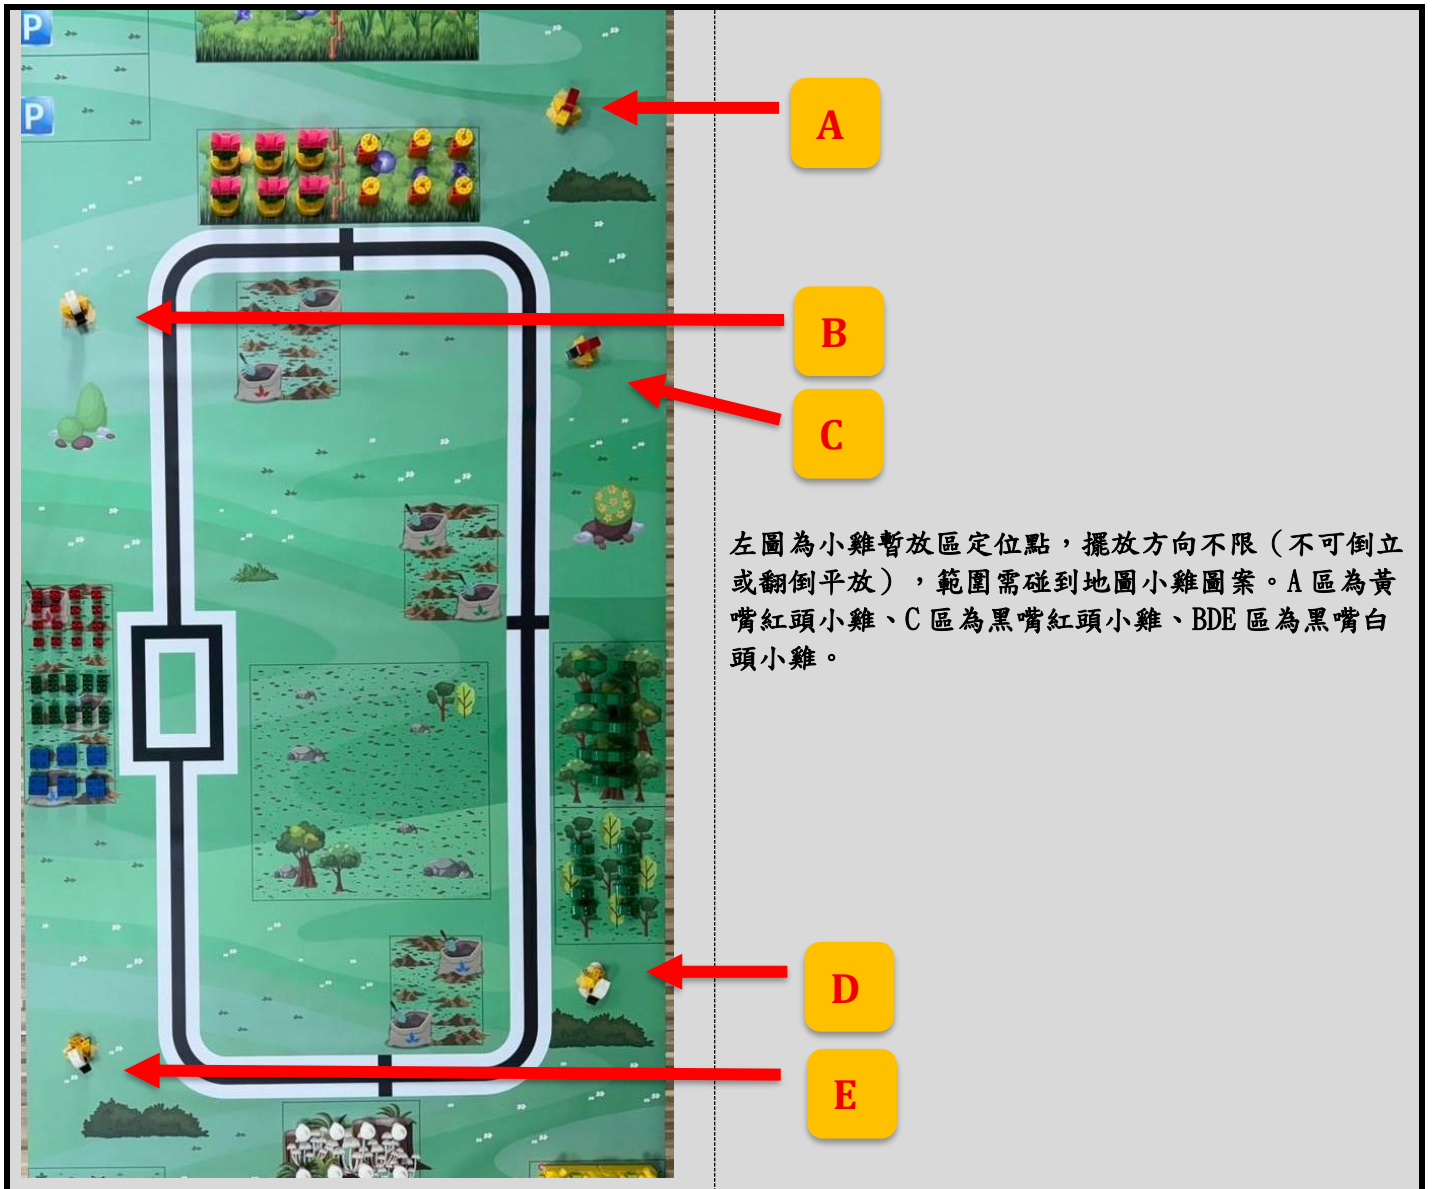 P
P
A
B
C
左圖為小雞暫放區定位點，擺放方向不限（不可倒立
或翻倒平放），範圍需碰到地圖小雞圖案。A 區為黃
嘴紅頭小雞、C 區為黑嘴紅頭小雞、BDE 區為黑嘴白
頭小雞。
D
E